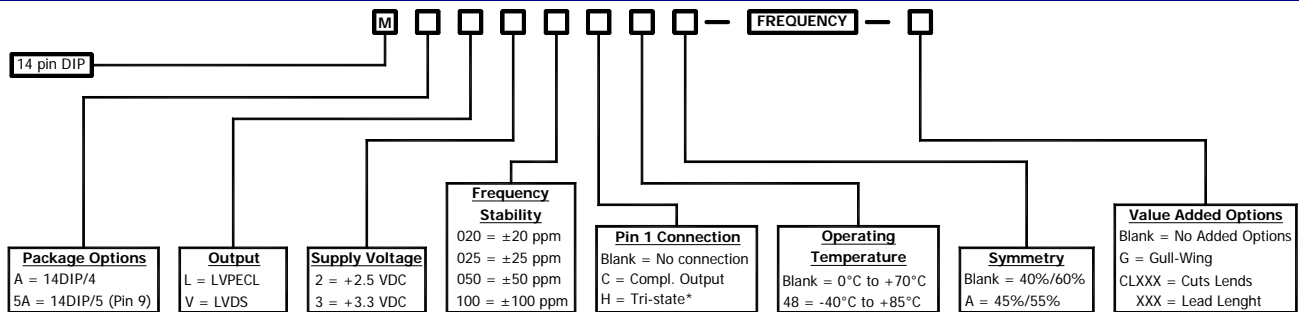 M
FREQUENCY
14 pin DIP
Package Options
A = 14DIP/4
5A = 14DIP/5 (Pin 9)
Output
L = LVPECL
V = LVDS
Supply Voltage
2 = +2.5 VDC
3 = +3.3 VDC
Frequency
Stability
020 = ±20 ppm
025 = ±25 ppm
050 = ±50 ppm
100 = ±100 ppm
Pin 1 Connection
Blank = No connection
C = Compl. Output
H = Tri-state*
Operating
Temperature
Blank = 0°C to +70°C
48 = -40°C to +85°C
Symmetry
Blank = 40%/60%
A = 45%/55%
Value Added Options
Blank = No Added Options
G = Gull-Wing
CLXXX = Cuts Lends
XXX = Lead Lenght